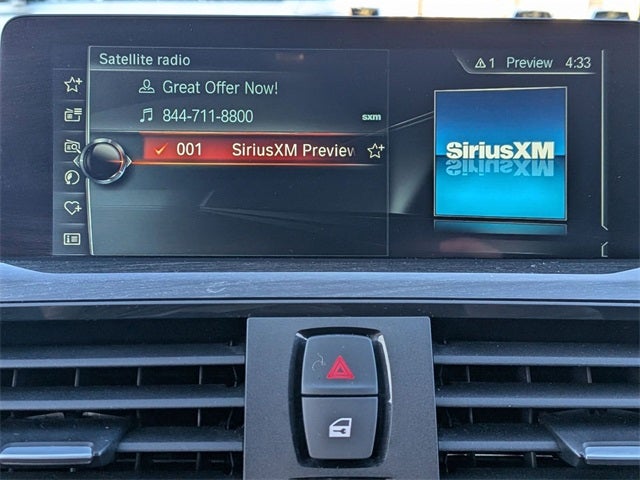 Satellite radio
1 Preview 4:33
Great Offer Now!
844-711-8800 sxm
001 SiriusXM Preview
SiriusXM